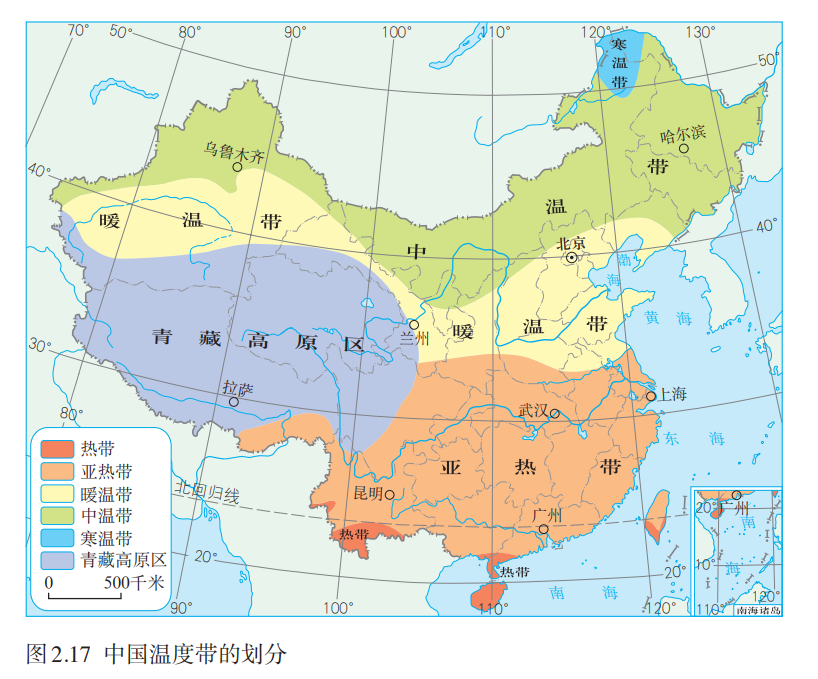 70° 50° 80° 90° 100° 110° 120° 130°
50°
寒温带
哈尔滨
乌鲁木齐
带
40°
暖 温 带
温
中
北京
40°
渤海
黄 海
青 藏 高 原 区
兰州
暖 温 带
30°
拉萨
武汉
上海
80°
东 海
亚 热 带
热带
亚热带
暖温带
中温带
寒温带
青藏高原区
0 500千米
北回归线
昆明
广州
热带
热带
20°
20°
南 海
90° 100° 110° 120°
广州
20°
南
海
10°
110° 120°
南海诸岛
图 2.17 中国温度带的划分